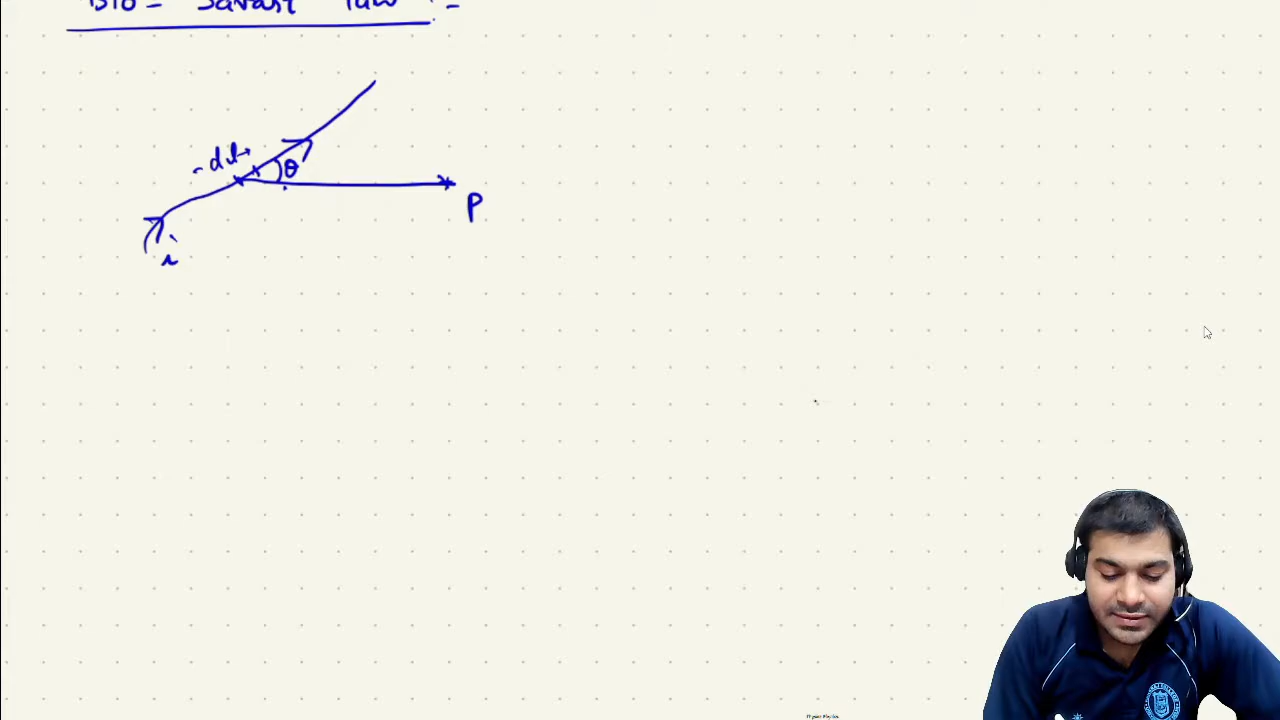 Bio - Savart law :-
dl
θ
P
i